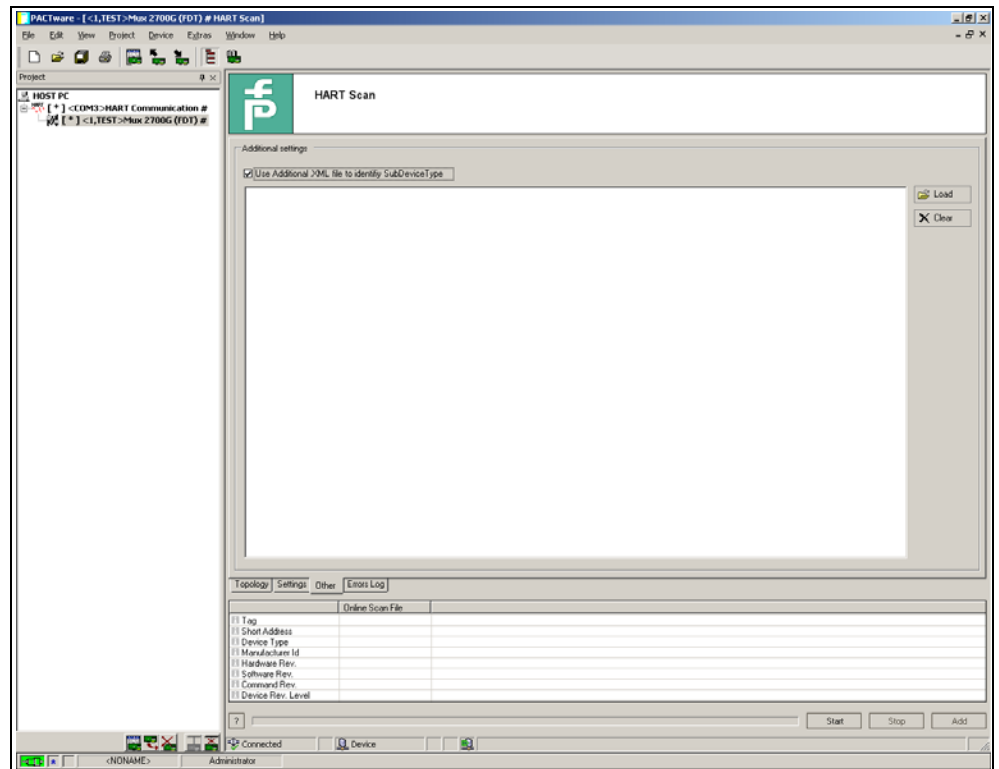 PACTware - [<1,TEST>Mux 2700G (FDT) # HART Scan]
File Edit View Project Device Extras Window Help
Project
HOST PC
[ * ] <COM3>HART Communication #
[ * ] <1,TEST>Mux 2700G (FDT) #
HART Scan
Additional settings
Use Additional XML file to identify SubDeviceType
Load
Clear
Topology Settings Other Errors Log
Online Scan File
Tag
Short Address
Device Type
Manufacturer Id
Hardware Rev.
Software Rev.
Command Rev.
Device Rev. Level
? Start Stop Add
Connected Device
<NONAME> Administrator